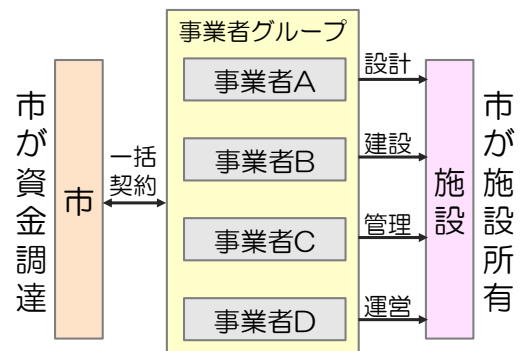 市が資金調達
市
一括
契約
事業者グループ
事業者A
事業者B
事業者C
事業者D
設計
建設
管理
運営
施設
市が施設所有